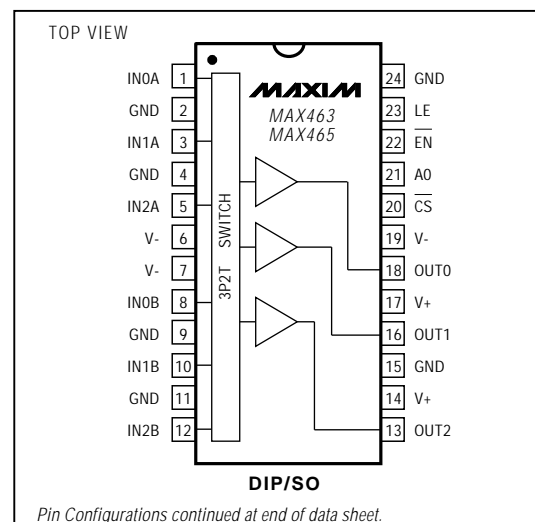 TOP VIEW
MAXIM
MAX463
MAX465
IN0A 1
GND 2
IN1A 3
GND 4
IN2A 5
V- 6
V- 7
IN0B 8
GND 9
IN1B 10
GND 11
IN2B 12
3P2T SWITCH
24 GND
23 LE
22 E̅N̅
21 A0
20 C̅S̅
19 V-
18 OUT0
17 V+
16 OUT1
15 GND
14 V+
13 OUT2
DIP/SO
Pin Configurations continued at end of data sheet.